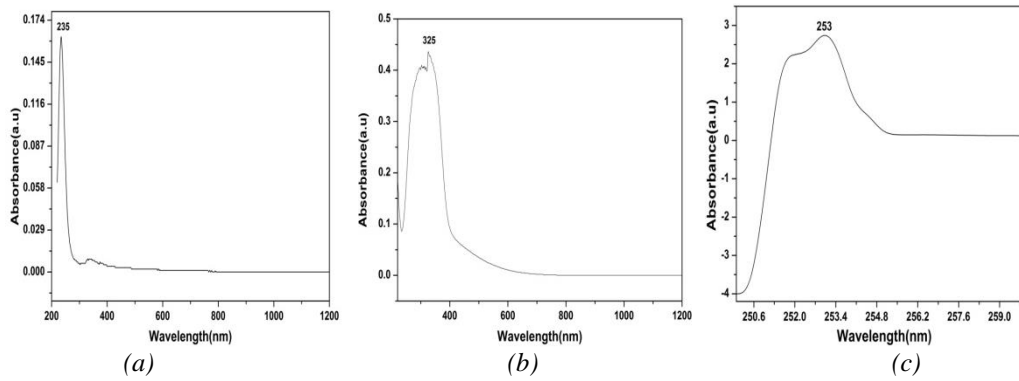 235
0.174
0.145
0.116
0.087
0.058
0.029
0.000
Absorbance(a.u)
200 400 600 800 1000 1200
Wavelength(nm)
(a)
325
0.5
0.4
0.3
0.2
0.1
0.0
Absorbance(a.u)
400 600 800 1000 1200
Wavelength(nm)
(b)
253
3
2
1
0
-1
-2
-3
-4
Absorbance(a.u)
250.6 252.0 253.4 254.8 256.2 257.6 259.0
Wavelength(nm)
(c)